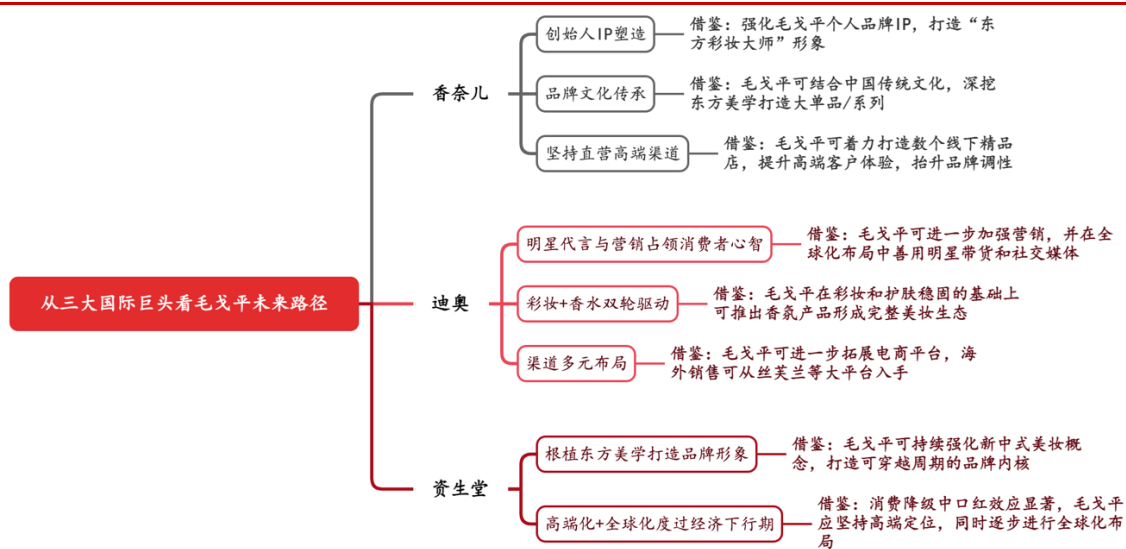 从三大国际巨头看毛戈平未来路径
香奈儿
创始人IP塑造
借鉴：强化毛戈平个人品牌IP，打造“东
方彩妆大师”形象
品牌文化传承
借鉴：毛戈平可结合中国传统文化，深挖
东方美学打造大单品/系列
坚持直营高端渠道
借鉴：毛戈平可着力打造数个线下精品
店，提升高端客户体验，抬升品牌调性
迪奥
明星代言与营销占领消费者心智
借鉴：毛戈平可进一步加强营销，并在全
球化布局中善用明星带货和社交媒体
彩妆+香水双轮驱动
借鉴：毛戈平在彩妆和护肤稳固的基础上
可推出香氛产品形成完整美妆生态
渠道多元布局
借鉴：毛戈平可进一步拓展电商平台，海
外销售可从丝芙兰等大平台入手
资生堂
根植东方美学打造品牌形象
借鉴：毛戈平可持续强化新中式美妆概
念，打造可穿越周期的品牌内核
高端化+全球化度过经济下行期
借鉴：消费降级中口红效应显著，毛戈平
应坚持高端定位，同时逐步进行全球化布
局